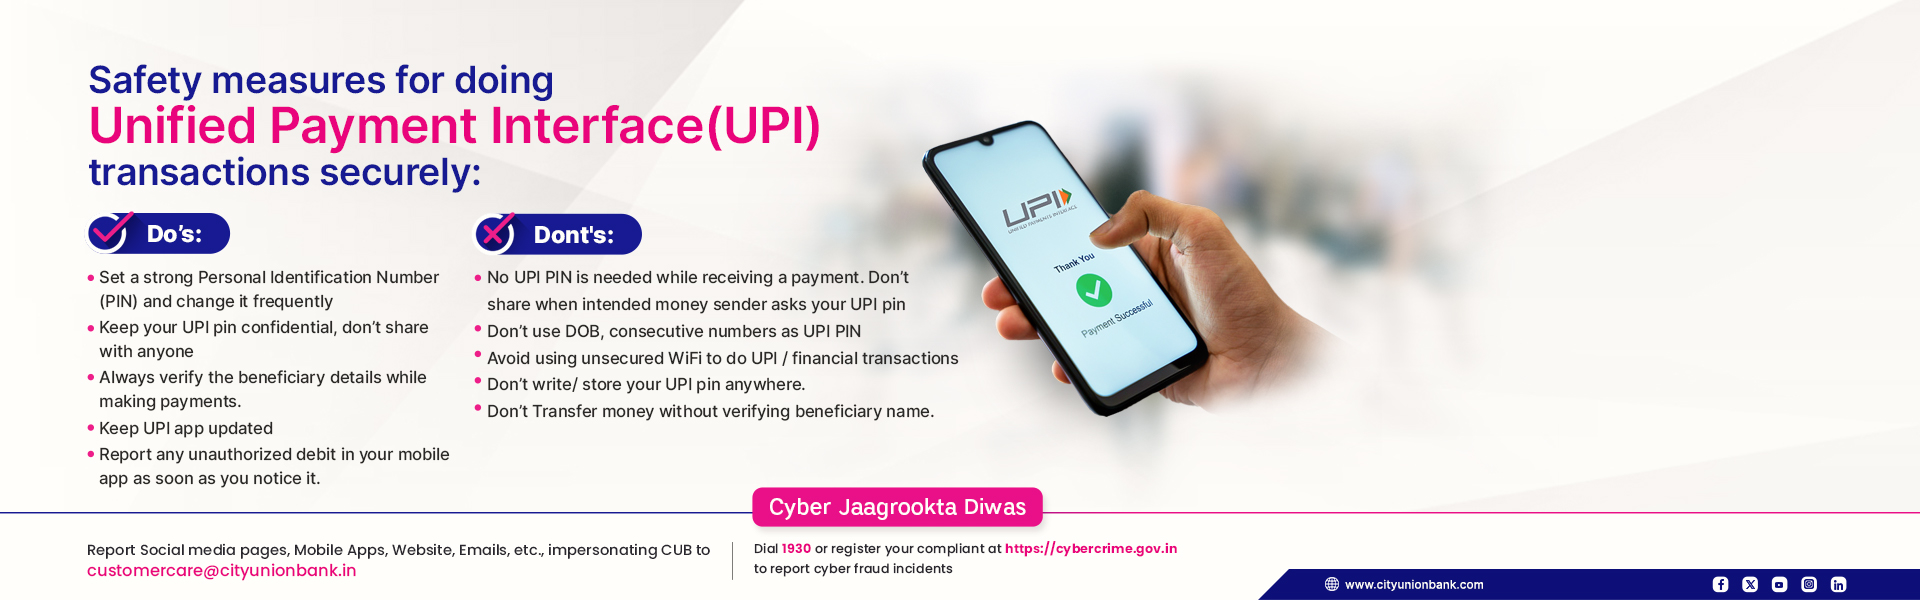 Safety measures for doing
Unified Payment Interface(UPI)
transactions securely:
Do's:
• Set a strong Personal Identification Number
(PIN) and change it frequently
• Keep your UPI pin confidential, don't share
with anyone
• Always verify the beneficiary details while
making payments.
• Keep UPI app updated
• Report any unauthorized debit in your mobile
app as soon as you notice it.
Dont's:
• No UPI PIN is needed while receiving a payment. Don't
share when intended money sender asks your UPI pin
• Don't use DOB, consecutive numbers as UPI PIN
• Avoid using unsecured WiFi to do UPI / financial transactions
• Don't write/ store your UPI pin anywhere.
• Don't Transfer money without verifying beneficiary name.
UPI
UNIFIED PAYMENTS INTERFACE
Thank You
Payment Successful
Cyber Jaagrookta Diwas
Report Social media pages, Mobile Apps, Website, Emails, etc., impersonating CUB to
customercare@cityunionbank.in
Dial 1930 or register your compliant at https://cybercrime.gov.in
to report cyber fraud incidents
www.cityunionbank.com